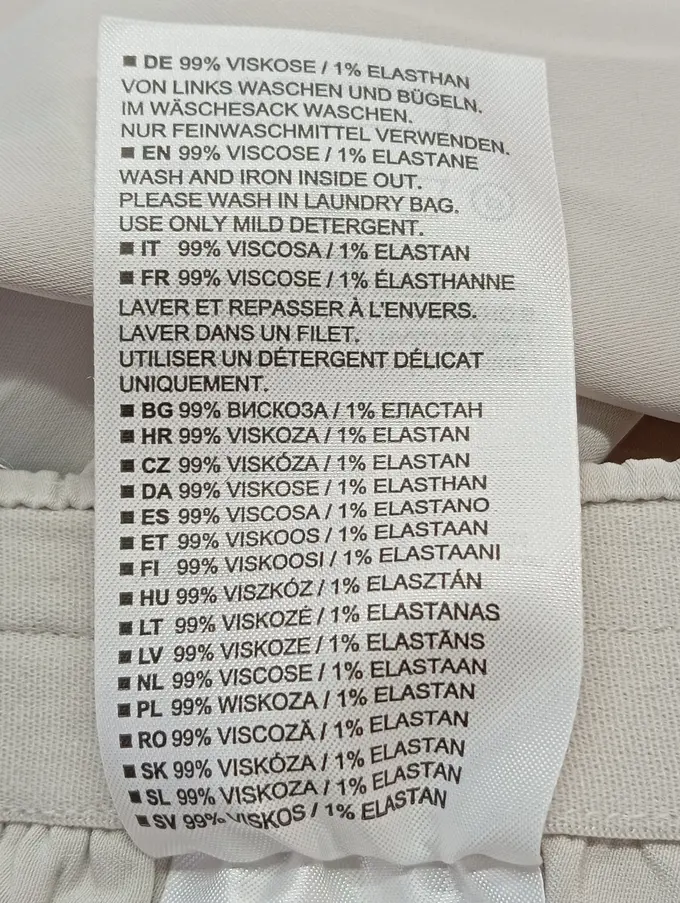 ■ DE 99% VISKOSE / 1% ELASTHAN
VON LINKS WASCHEN UND BÜGELN.
IM WÄSCHESACK WASCHEN.
NUR FEINWASCHMITTEL VERWENDEN.
■ EN 99% VISCOSE / 1% ELASTANE
WASH AND IRON INSIDE OUT.
PLEASE WASH IN LAUNDRY BAG.
USE ONLY MILD DETERGENT.
■ IT 99% VISCOSA / 1% ELASTAN
■ FR 99% VISCOSE / 1% ÉLASTHANNE
LAVER ET REPASSER À L'ENVERS.
LAVER DANS UN FILET.
UTILISER UN DÉTERGENT DÉLICAT
UNIQUEMENT.
■ BG 99% ВИСКОЗА / 1% ЕЛАСТАН
■ HR 99% VISKOZA / 1% ELASTAN
■ CZ 99% VISKÓZA / 1% ELASTAN
■ DA 99% VISKOSE / 1% ELASTHAN
■ ES 99% VISCOSA / 1% ELASTANO
■ ET 99% VISKOOS / 1% ELASTAAN
■ FI 99% VISKOOSI / 1% ELASTAANI
■ HU 99% VISZKÓZ / 1% ELASZTÁN
■ LT 99% VISKOZĖ / 1% ELASTANAS
■ LV 99% VISKOZE / 1% ELASTĀNS
■ NL 99% VISCOSE / 1% ELASTAAN
■ PL 99% WISKOZA / 1% ELASTAN
■ RO 99% VISCOZĂ / 1% ELASTAN
■ SK 99% VISKÓZA / 1% ELASTAN
■ SL 99% VISKOZA / 1% ELASTAN
■ SV 99% VISKOS / 1% ELASTAN